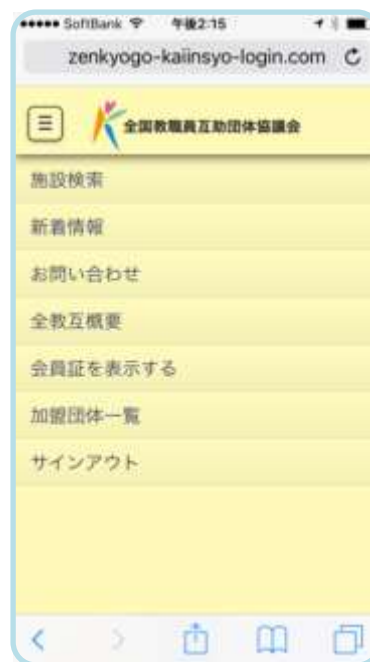 SoftBank 午後2:15
zenkyogo-kaiinsyo-login.com
全国教職員互助団体協議会
施設検索
新着情報
お問い合わせ
全教互概要
会員証を表示する
加盟団体一覧
サインアウト